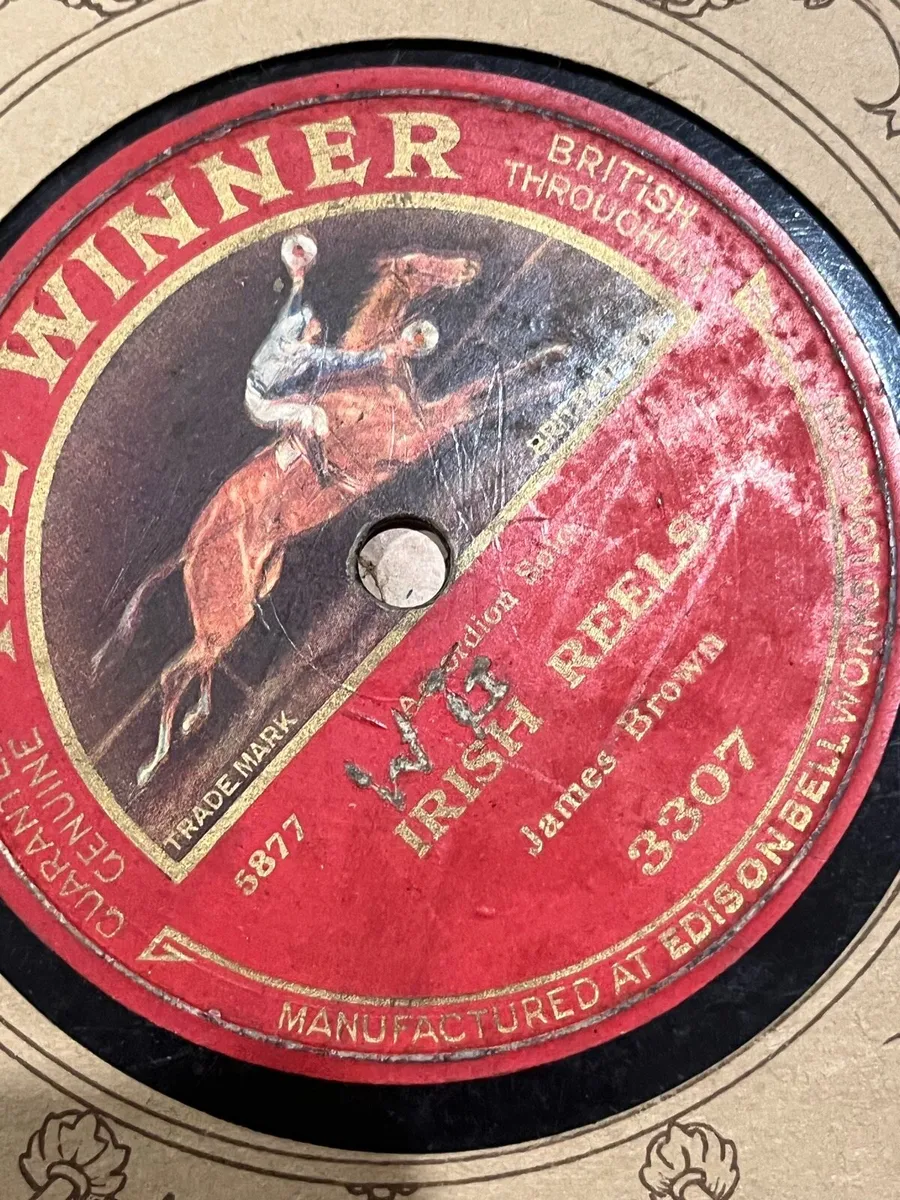 WINNER
BRITISH
THROUGHOUT
GUARANTEED
GENUINE
TRADE MARK
Accordion Solo
W H
IRISH REELS
James Brown
5877
3307
MANUFACTURED AT EDISON BELL WORKS LONDON